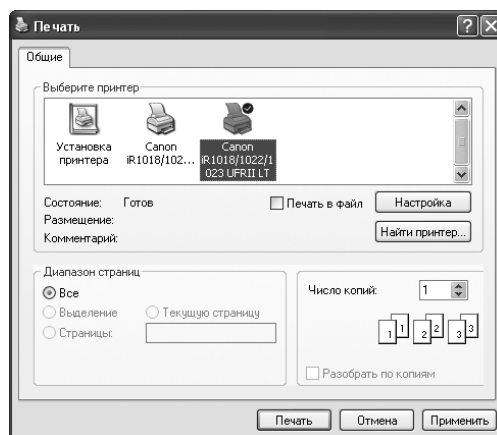 Печать
Общие
Выберите принтер
Установка принтера
Canon iR1018/102...
Canon iR1018/1022/1023 UFRII LT
Состояние: Готов
Печать в файл
Настройка
Размещение:
Комментарий:
Найти принтер...
Диапазон страниц
Все
Выделение
Текущую страницу
Страницы:
Число копий: 1
1 1 2 2 3 3
Разобрать по копиям
Печать
Отмена
Применить